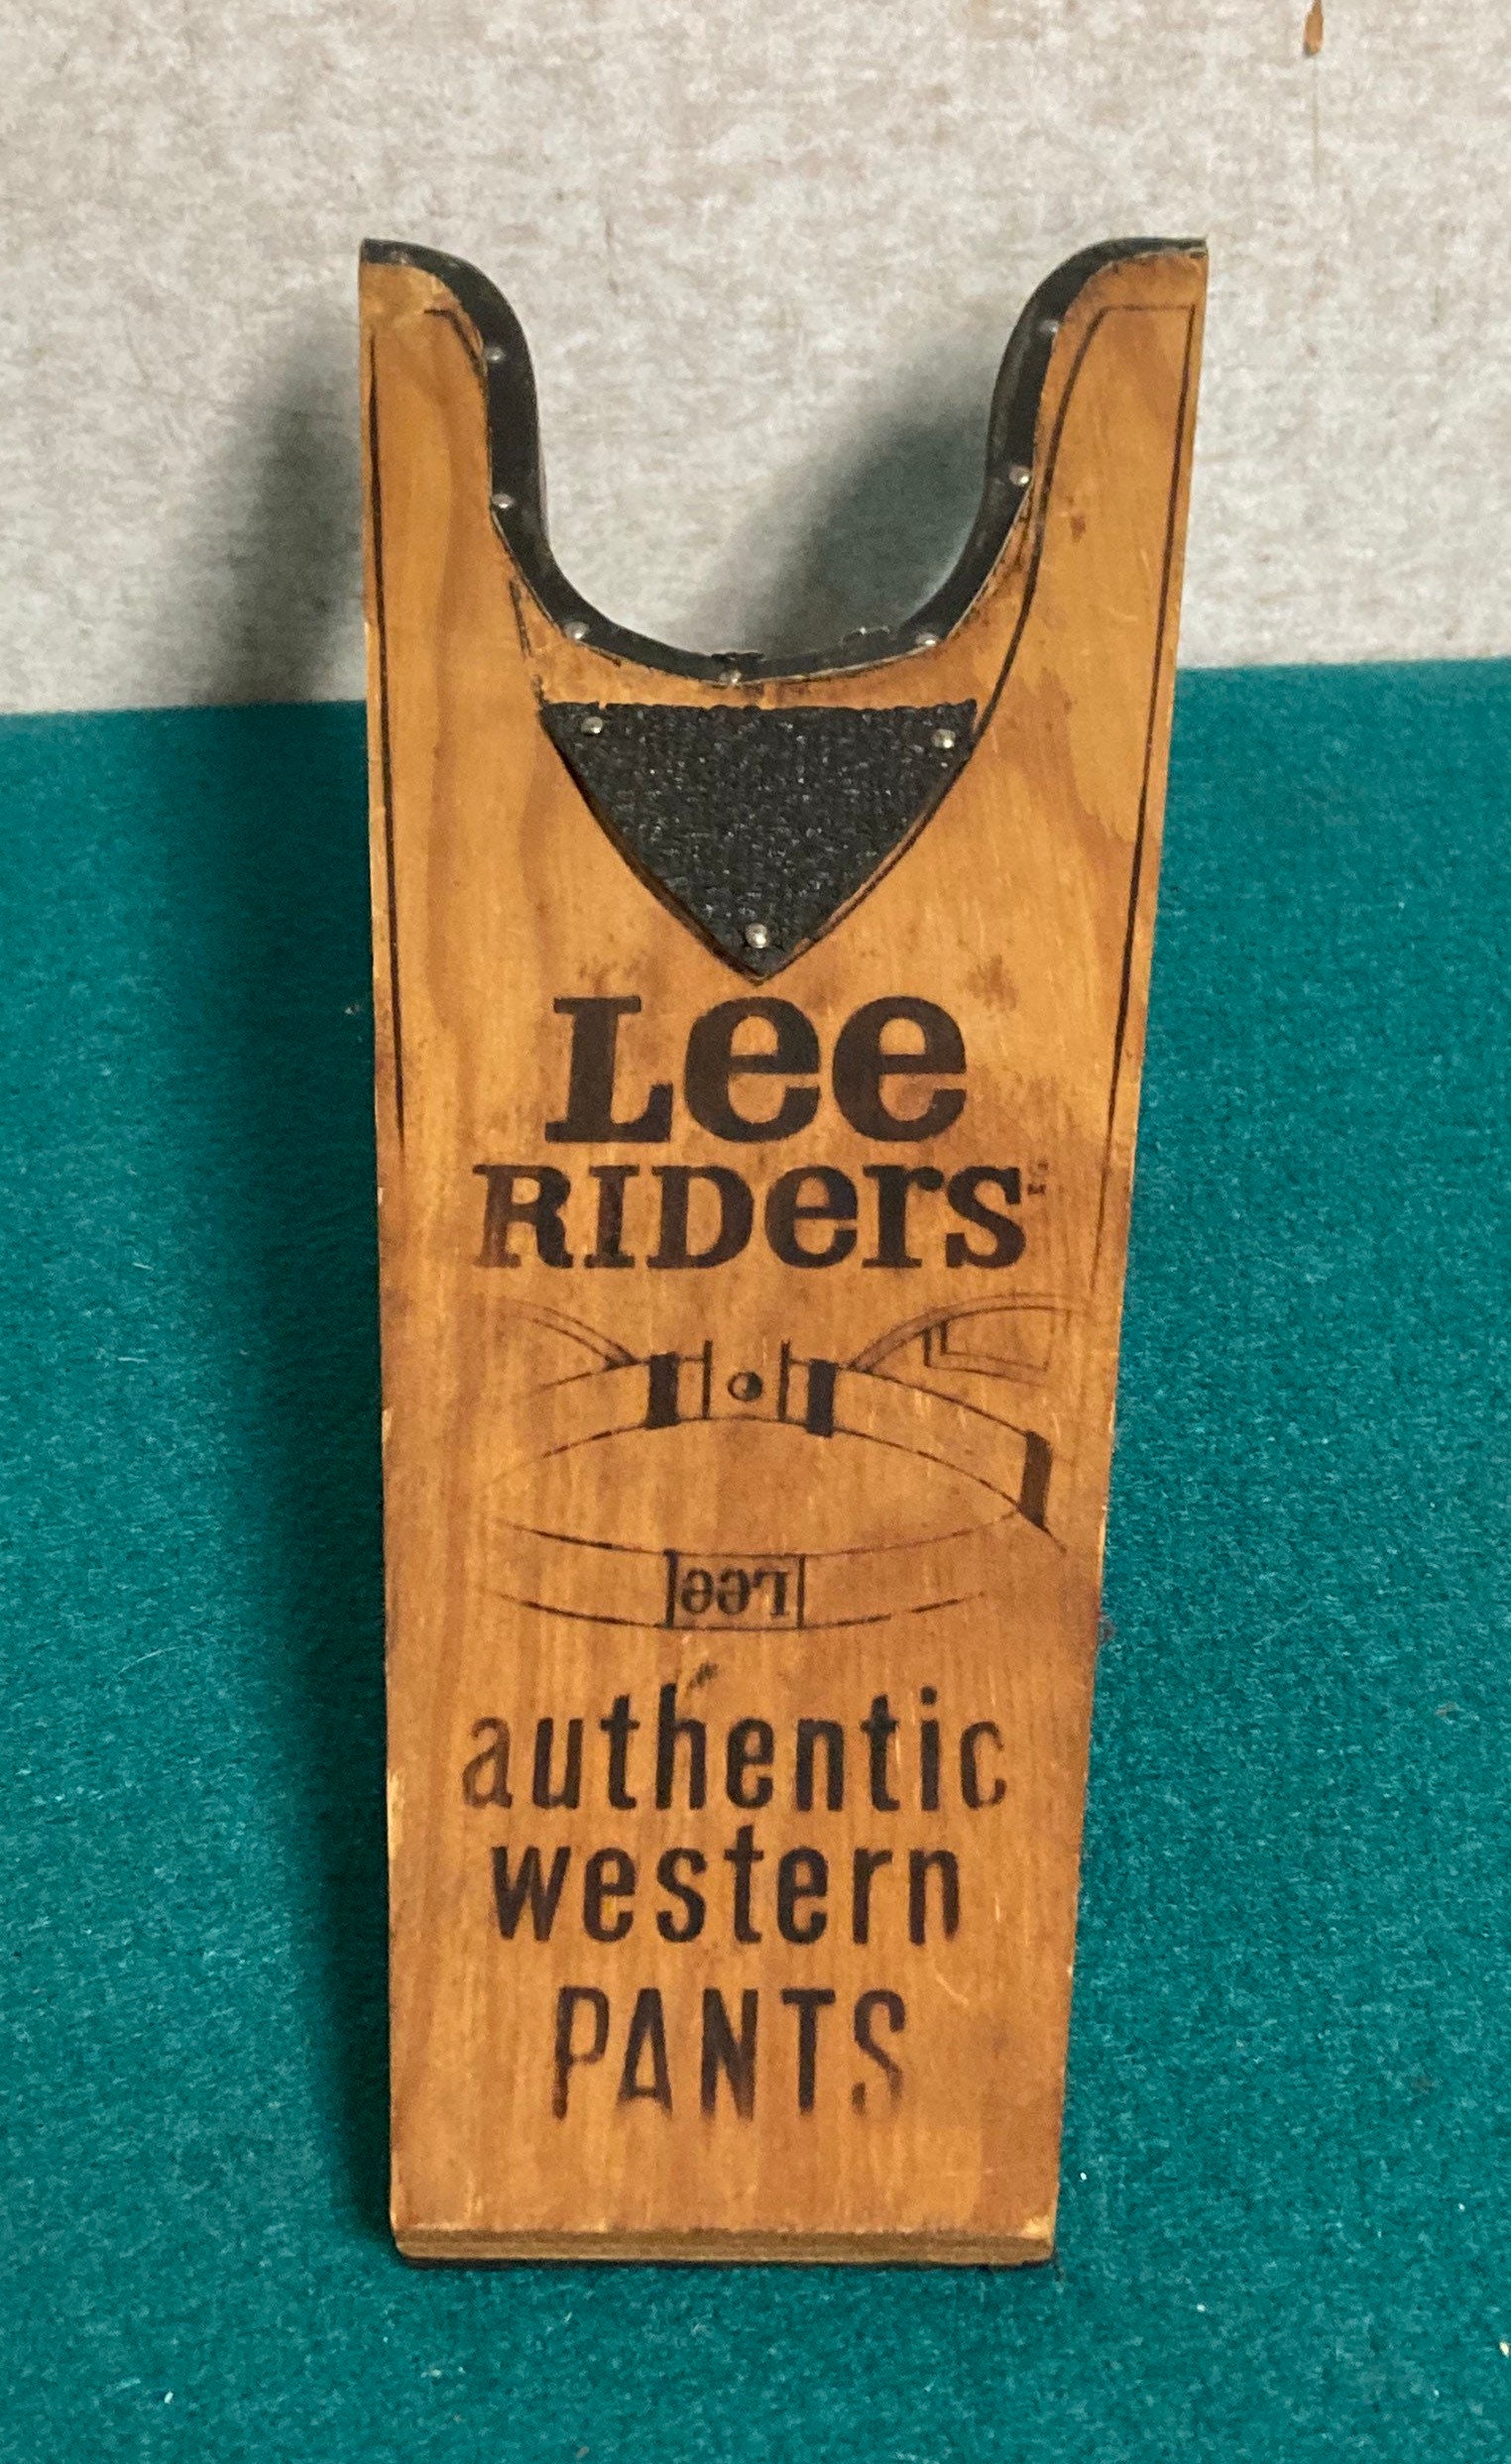 Lee
RIDers
Lee
authentic
western
PANTS